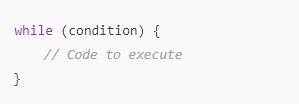 while (condition) {
    // Code to execute
}